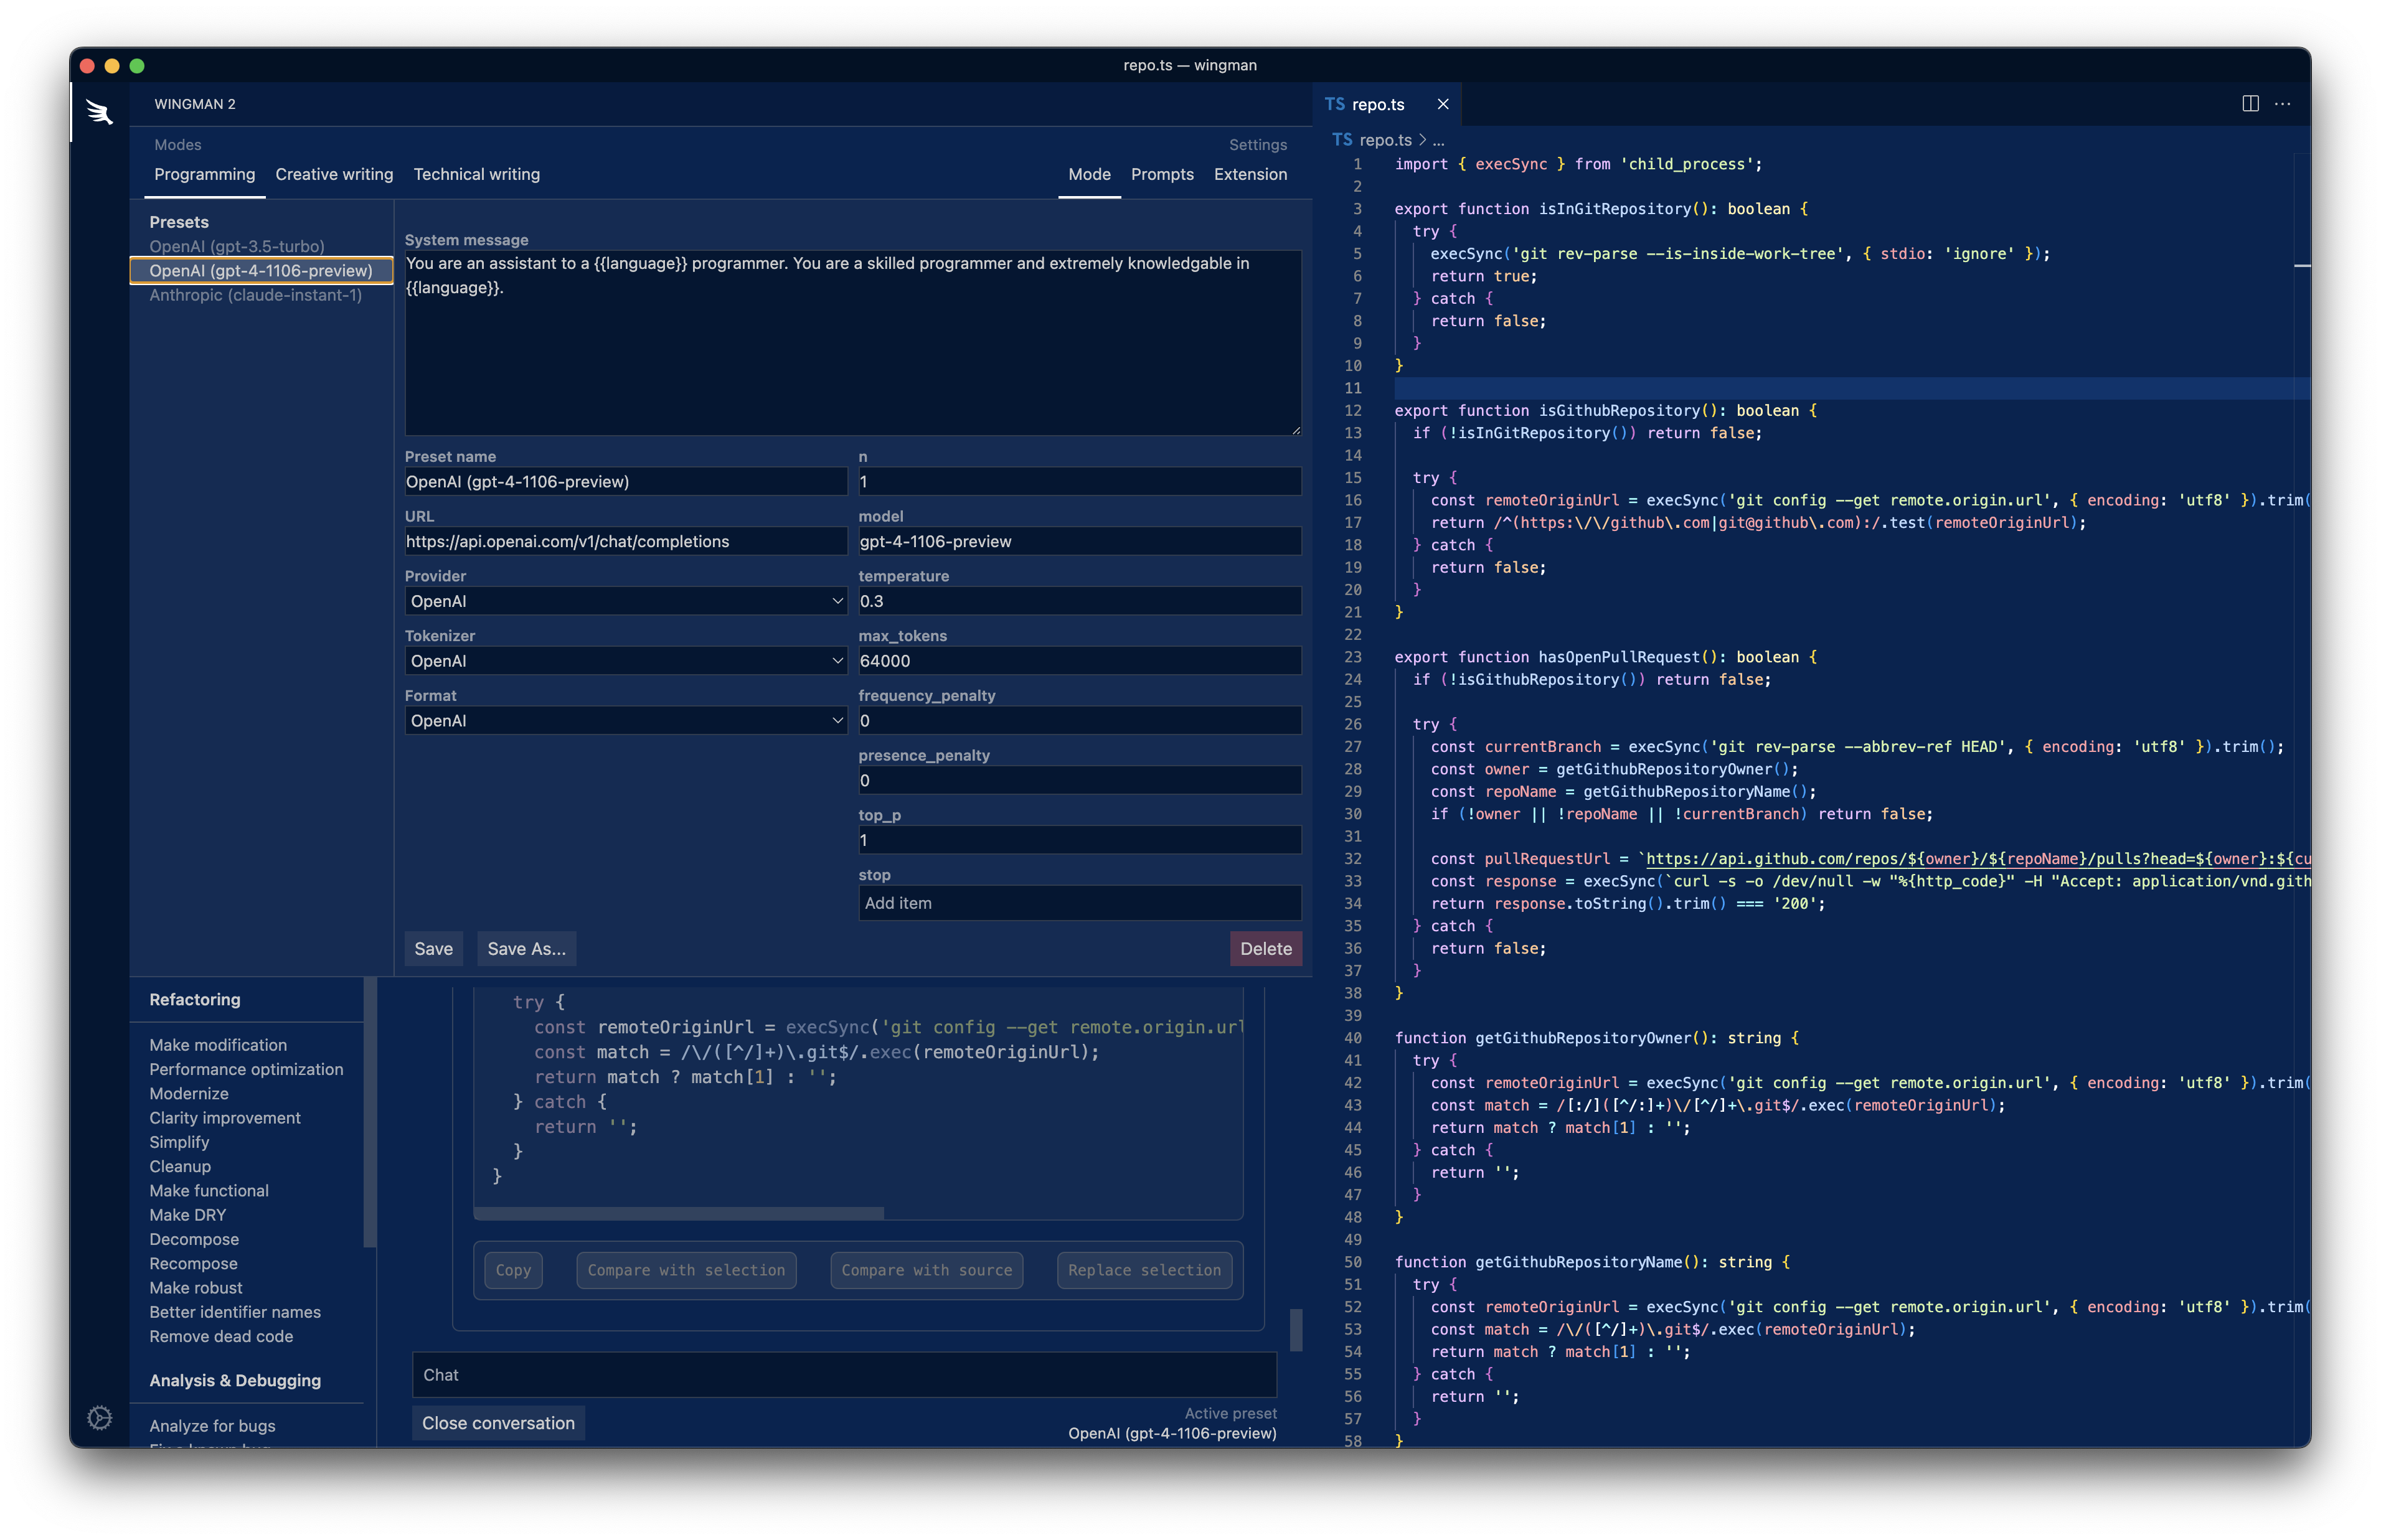 repo.ts — wingman
WINGMAN 2
Modes
Settings
Programming Creative writing Technical writing
Mode Prompts Extension
Presets
OpenAI (gpt-3.5-turbo)
OpenAI (gpt-4-1106-preview)
Anthropic (claude-instant-1)
System message
You are an assistant to a {{language}} programmer. You are a skilled programmer and extremely knowledgable in
{{language}}.
Preset name
OpenAI (gpt-4-1106-preview)
URL
https://api.openai.com/v1/chat/completions
Provider
OpenAI
Tokenizer
OpenAI
Format
OpenAI
n
1
model
gpt-4-1106-preview
temperature
0.3
max_tokens
64000
frequency_penalty
0
presence_penalty
0
top_p
1
stop
Add item
Save Save As... Delete
Refactoring
Make modification
Performance optimization
Modernize
Clarity improvement
Simplify
Cleanup
Make functional
Make DRY
Decompose
Recompose
Make robust
Better identifier names
Remove dead code
Analysis & Debugging
Analyze for bugs
try {
const remoteOriginUrl = execSync('git config --get remote.origin.url
const match = /\/([^/]+)\.git$/.exec(remoteOriginUrl);
return match ? match[1] : '';
} catch {
return '';
}
}
Copy Compare with selection Compare with source Replace selection
Chat
Close conversation
Active preset
OpenAI (gpt-4-1106-preview)
TS repo.ts
TS repo.ts > ...
1 import { execSync } from 'child_process';
2
3 export function isInGitRepository(): boolean {
4 try {
5 execSync('git rev-parse --is-inside-work-tree', { stdio: 'ignore' });
6 return true;
7 } catch {
8 return false;
9 }
10 }
11
12 export function isGithubRepository(): boolean {
13 if (!isInGitRepository()) return false;
14
15 try {
16 const remoteOriginUrl = execSync('git config --get remote.origin.url', { encoding: 'utf8' }).trim(
17 return /^(https:\/\/github\.com|git@github\.com):/.test(remoteOriginUrl);
18 } catch {
19 return false;
20 }
21 }
22
23 export function hasOpenPullRequest(): boolean {
24 if (!isGithubRepository()) return false;
25
26 try {
27 const currentBranch = execSync('git rev-parse --abbrev-ref HEAD', { encoding: 'utf8' }).trim();
28 const owner = getGithubRepositoryOwner();
29 const repoName = getGithubRepositoryName();
30 if (!owner || !repoName || !currentBranch) return false;
31
32 const pullRequestUrl = `https://api.github.com/repos/${owner}/${repoName}/pulls?head=${owner}:${cu
33 const response = execSync(`curl -s -o /dev/null -w "%{http_code}" -H "Accept: application/vnd.gith
34 return response.toString().trim() === '200';
35 } catch {
36 return false;
37 }
38 }
39
40 function getGithubRepositoryOwner(): string {
41 try {
42 const remoteOriginUrl = execSync('git config --get remote.origin.url', { encoding: 'utf8' }).trim(
43 const match = /[:/]([^/:]+)\/[^/]+\.git$/.exec(remoteOriginUrl);
44 return match ? match[1] : '';
45 } catch {
46 return '';
47 }
48 }
49
50 function getGithubRepositoryName(): string {
51 try {
52 const remoteOriginUrl = execSync('git config --get remote.origin.url', { encoding: 'utf8' }).trim(
53 const match = /\/([^/]+)\.git$/.exec(remoteOriginUrl);
54 return match ? match[1] : '';
55 } catch {
56 return '';
57 }
58 }